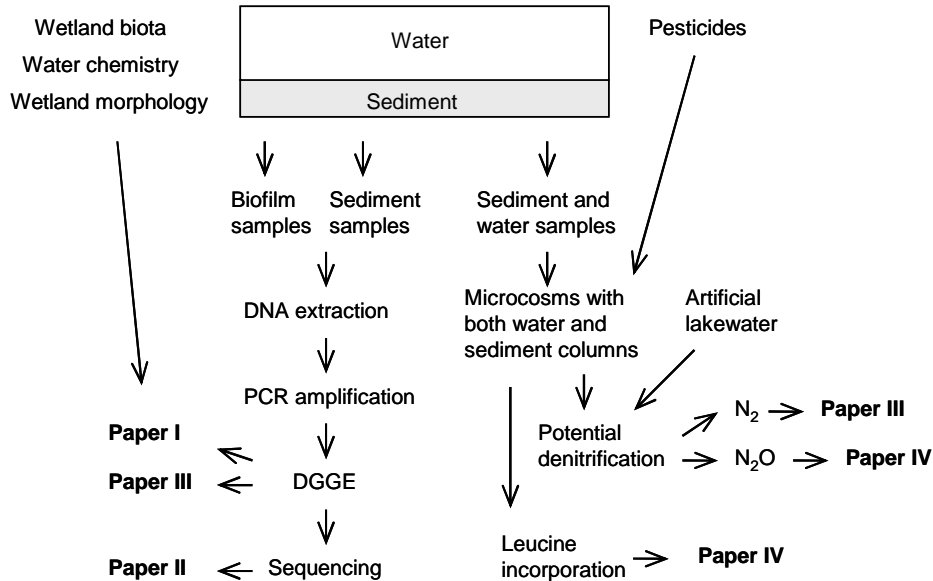 Wetland biota
Water chemistry
Wetland morphology
Water
Sediment
Pesticides
Biofilm
samples
Sediment
samples
Sediment and
water samples
DNA extraction
Microcosms with
both water and
sediment columns
Artificial
lakewater
PCR amplification
Paper I
Paper III
DGGE
Potential
denitrification
N₂
Paper III
N₂O
Paper IV
Paper II
Sequencing
Leucine
incorporation
Paper IV